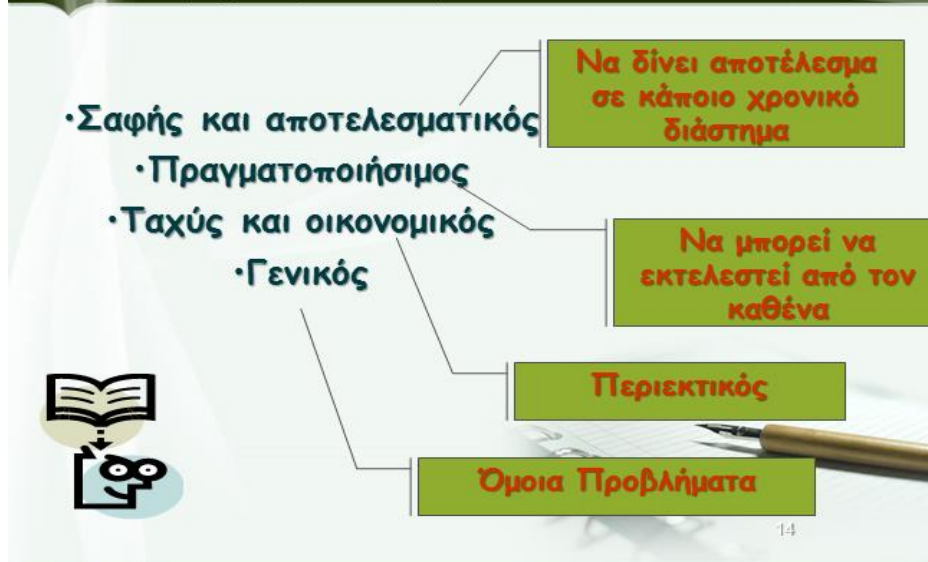 ·Σαφής και αποτελεσματικός
·Πραγματοποιήσιμος
·Ταχύς και οικονομικός
·Γενικός
Να δίνει αποτέλεσμα
σε κάποιο χρονικό
διάστημα
Να μπορεί να
εκτελεστεί από τον
καθένα
Περιεκτικός
Όμοια Προβλήματα
14